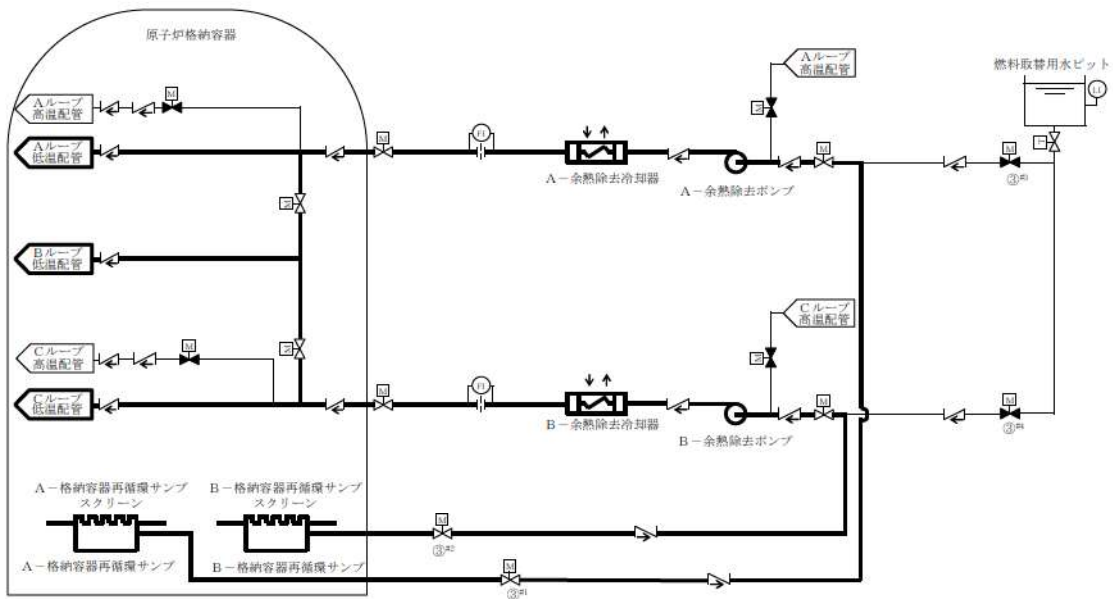 原子炉格納容器
Aループ
高温配管
燃料取替用水ピット
LI
M
Aループ
高温配管
M
T
Aループ
低温配管
M
FI
M
M
A－余熱除去冷却器
A－余熱除去ポンプ
③#3
M
Bループ
低温配管
Cループ
高温配管
Cループ
高温配管
M
M
M
Cループ
低温配管
M
FI
M
M
B－余熱除去冷却器
B－余熱除去ポンプ
③#4
A－格納容器再循環サンプ
スクリーン
B－格納容器再循環サンプ
スクリーン
M
③#2
A－格納容器再循環サンプ
B－格納容器再循環サンプ
M
③#1